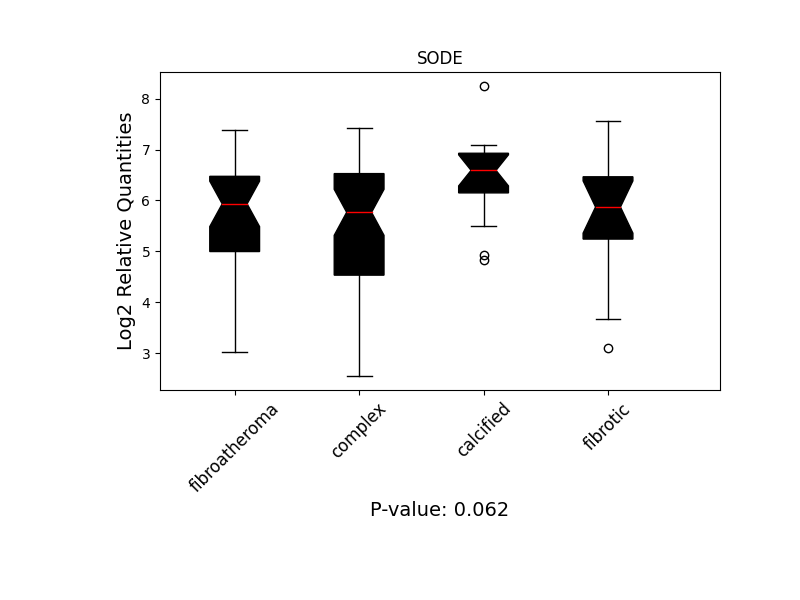 SODE
Log2 Relative Quantities
8
7
6
5
4
3
fibroatheroma
complex
calcified
fibrotic
P-value: 0.062